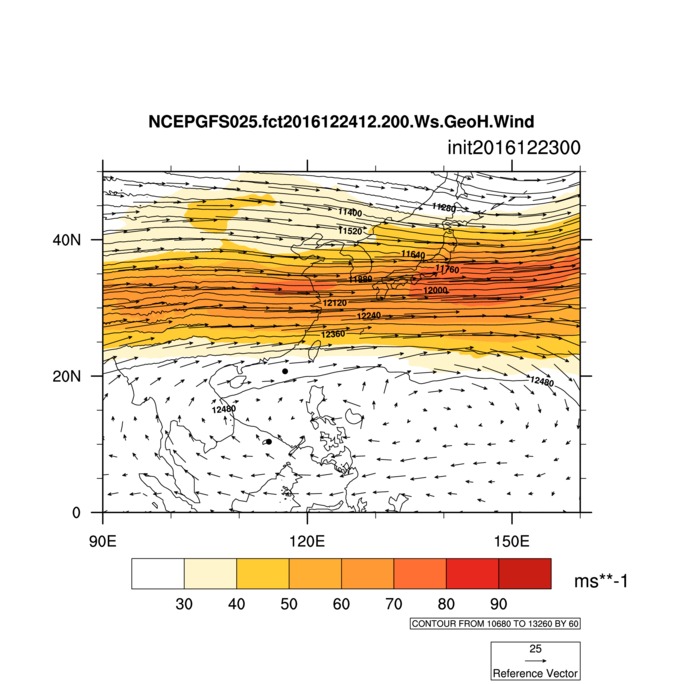 NCEPGFS025.fct2016122412.200.Ws.GeoH.Wind
init2016122300
11400
11280
11520
40N
11640
11760
11880
12000
12120
12240
12360
20N
12480
12480
0
90E 120E 150E
30 40 50 60 70 80 90
ms**-1
CONTOUR FROM 10680 TO 13260 BY 60
25
Reference Vector